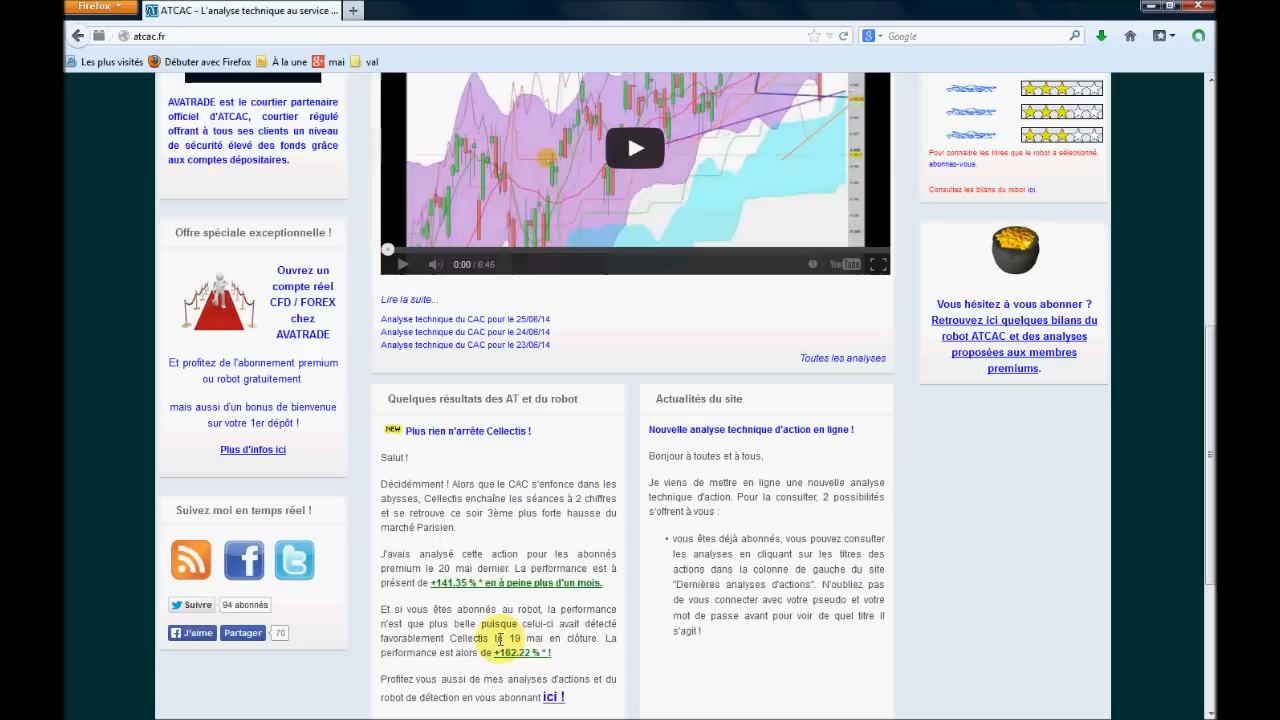 Firefox
ATCAC - L'analyse technique au service ...
atcac.fr
Google
Les plus visités
Débuter avec Firefox
À la une
mai
val
AVATRADE est le courtier partenaire
officiel d'ATCAC, courtier régulé
offrant à tous ses clients un niveau
de sécurité élevé des fonds grâce
aux comptes dépositaires.
Offre spéciale exceptionnelle !
Ouvrez un
compte réel
CFD / FOREX
chez
AVATRADE
Et profitez de l'abonnement premium
ou robot gratuitement
mais aussi d'un bonus de bienvenue
sur votre 1er dépôt !
Plus d'infos ici
Suivez moi en temps réel !
Suivre
94 abonnés
J'aime
Partager
70
0:00 / 6:45
YouTube
Lire la suite...
Analyse technique du CAC pour le 25/06/14
Analyse technique du CAC pour le 24/06/14
Analyse technique du CAC pour le 23/06/14
Toutes les analyses
Quelques résultats des AT et du robot
NEW Plus rien n'arrête Cellectis !
Salut !
Décidémment ! Alors que le CAC s'enfonce dans les
abysses, Cellectis enchaîne les séances à 2 chiffres
et se retrouve ce soir 3ème plus forte hausse du
marché Parisien.
J'avais analysé cette action pour les abonnés
premium le 20 mai dernier. La performance est à
présent de +141.35 % * en à peine plus d'un mois.
Et si vous êtes abonnés au robot, la performance
n'est que plus belle puisque celui-ci avait détecté
favorablement Cellectis le 19 mai en clôture. La
performance est alors de +162.22 % * !
Profitez vous aussi de mes analyses d'actions et du
robot de détection en vous abonnant ici !
Actualités du site
Nouvelle analyse technique d'action en ligne !
Bonjour à toutes et à tous,
Je viens de mettre en ligne une nouvelle analyse
technique d'action. Pour la consulter, 2 possibilités
s'offrent à vous :
• vous êtes déjà abonnés, vous pouvez consulter
les analyses en cliquant sur les titres des
actions dans la colonne de gauche du site
"Dernières analyses d'actions". N'oubliez pas
de vous connecter avec votre pseudo et votre
mot de passe avant pour voir de quel titre il
s'agit !
Pour connaitre les titres que le robot a sélectionné,
abonnez-vous.
Consultez les bilans du robot ici.
Vous hésitez à vous abonner ?
Retrouvez ici quelques bilans du
robot ATCAC et des analyses
proposées aux membres
premiums.